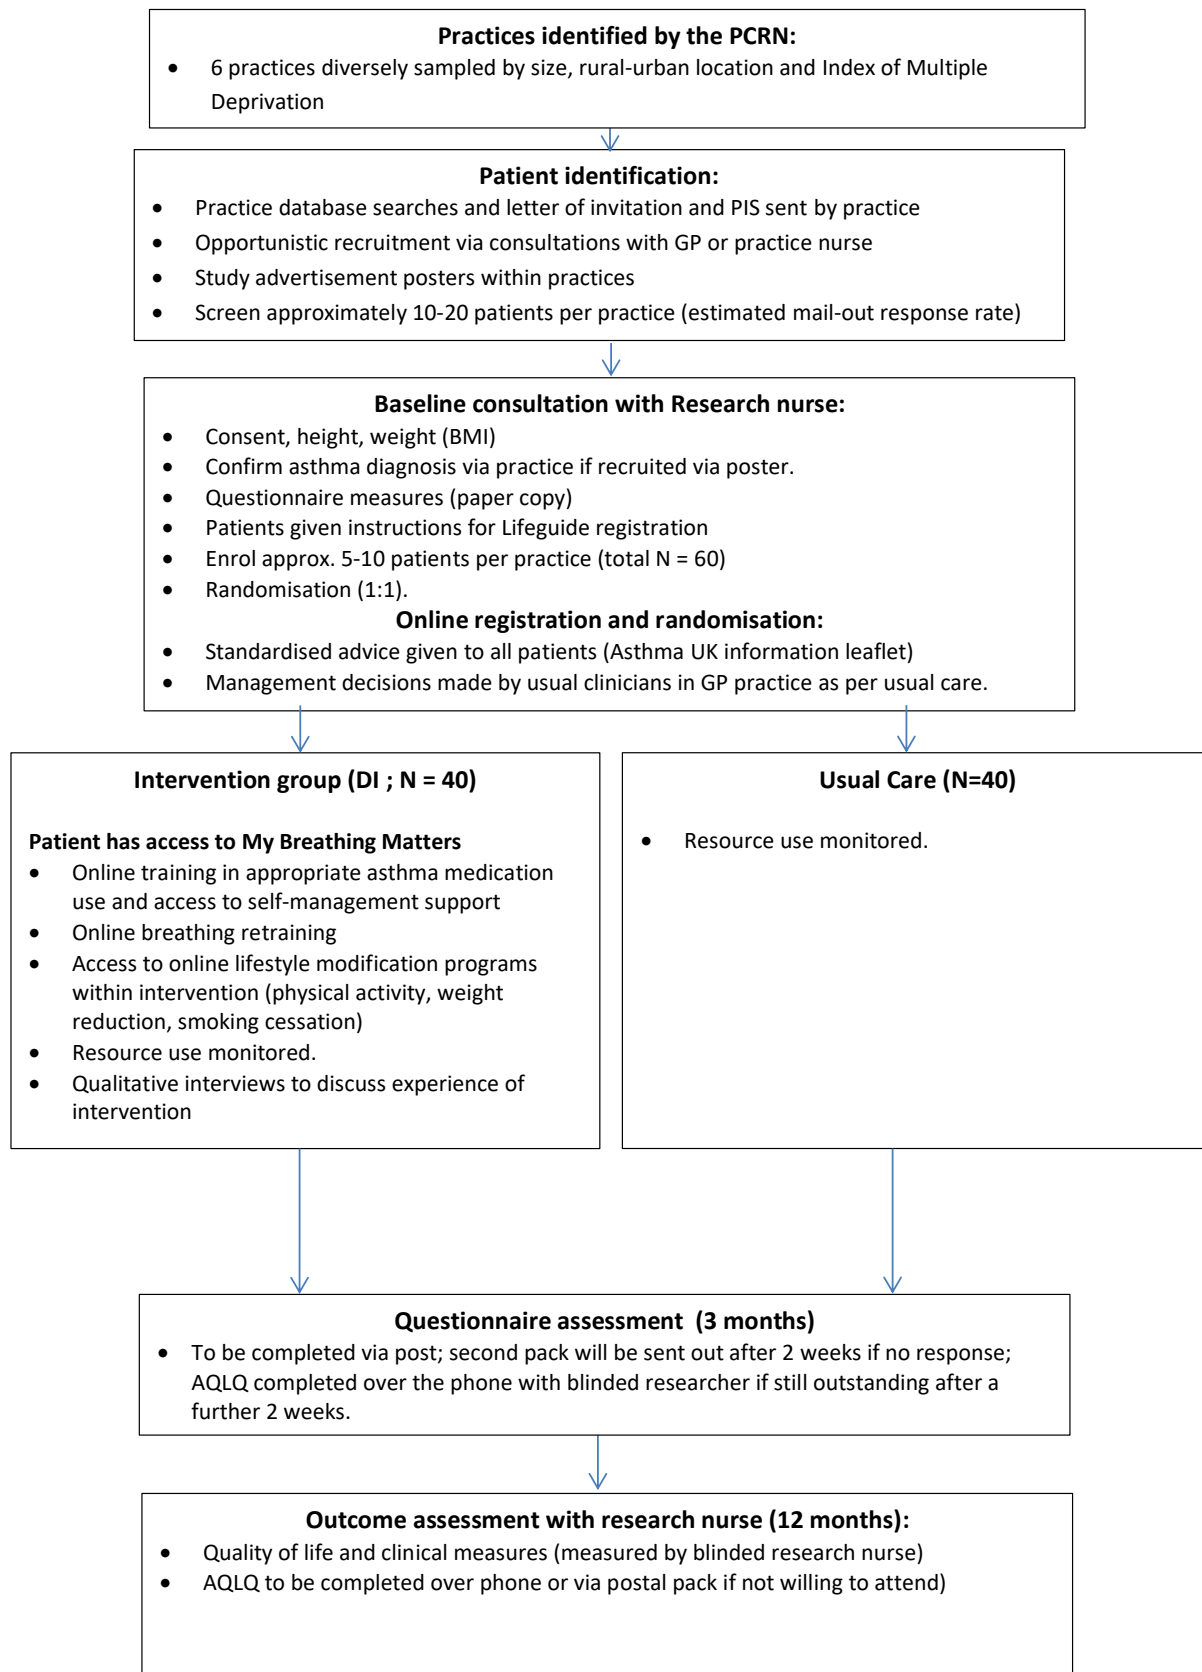 Practices identified by the PCRN:
• 6 practices diversely sampled by size, rural-urban location and Index of Multiple
Deprivation
Patient identification:
• Practice database searches and letter of invitation and PIS sent by practice
• Opportunistic recruitment via consultations with GP or practice nurse
• Study advertisement posters within practices
• Screen approximately 10-20 patients per practice (estimated mail-out response rate)
Baseline consultation with Research nurse:
• Consent, height, weight (BMI)
• Confirm asthma diagnosis via practice if recruited via poster.
• Questionnaire measures (paper copy)
• Patients given instructions for Lifeguide registration
• Enrol approx. 5-10 patients per practice (total N = 60)
• Randomisation (1:1).
Online registration and randomisation:
• Standardised advice given to all patients (Asthma UK information leaflet)
• Management decisions made by usual clinicians in GP practice as per usual care.
Intervention group (DI ; N = 40)
Patient has access to My Breathing Matters
• Online training in appropriate asthma medication
use and access to self-management support
• Online breathing retraining
• Access to online lifestyle modification programs
within intervention (physical activity, weight
reduction, smoking cessation)
• Resource use monitored.
• Qualitative interviews to discuss experience of
intervention
Usual Care (N=40)
• Resource use monitored.
Questionnaire assessment (3 months)
• To be completed via post; second pack will be sent out after 2 weeks if no response;
AQLQ completed over the phone with blinded researcher if still outstanding after a
further 2 weeks.
Outcome assessment with research nurse (12 months):
• Quality of life and clinical measures (measured by blinded research nurse)
• AQLQ to be completed over phone or via postal pack if not willing to attend)